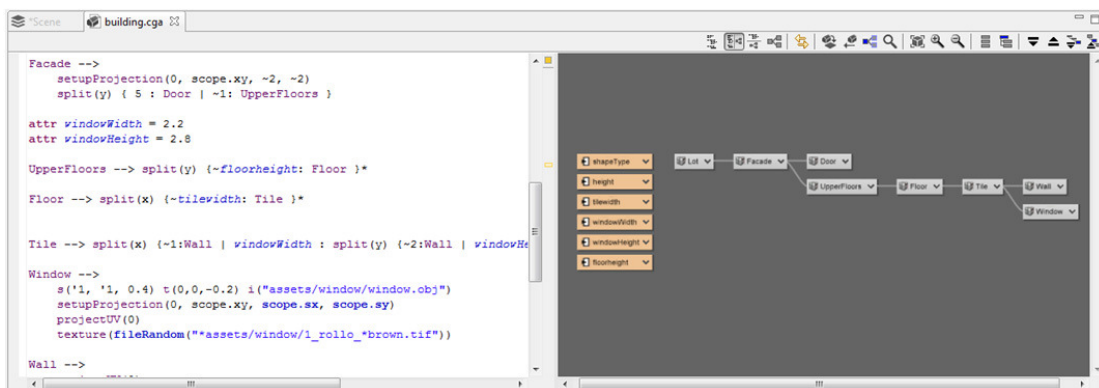 *Scene
building.cga
Facade -->
setupProjection(0, scope.xy, ~2, ~2)
split(y) { 5 : Door | ~1: UpperFloors }
attr windowWidth = 2.2
attr windowHeight = 2.8
UpperFloors --> split(y) {~floorheight: Floor }*
Floor --> split(x) {~tilewidth: Tile }*
Tile --> split(x) {~1:Wall | windowWidth : split(y) {~2:Wall | windowHe
Window -->
s('1, '1, 0.4) t(0,0,-0.2) i("assets/window/window.obj")
setupProjection(0, scope.xy, scope.sx, scope.sy)
projectUV(0)
texture(fileRandom("*assets/window/1_rollo_*brown.tif"))
Wall -->
shapeType
height
tilewidth
windowWidth
windowHeight
floorheight
Lot
Facade
Door
UpperFloors
Floor
Tile
Wall
Window